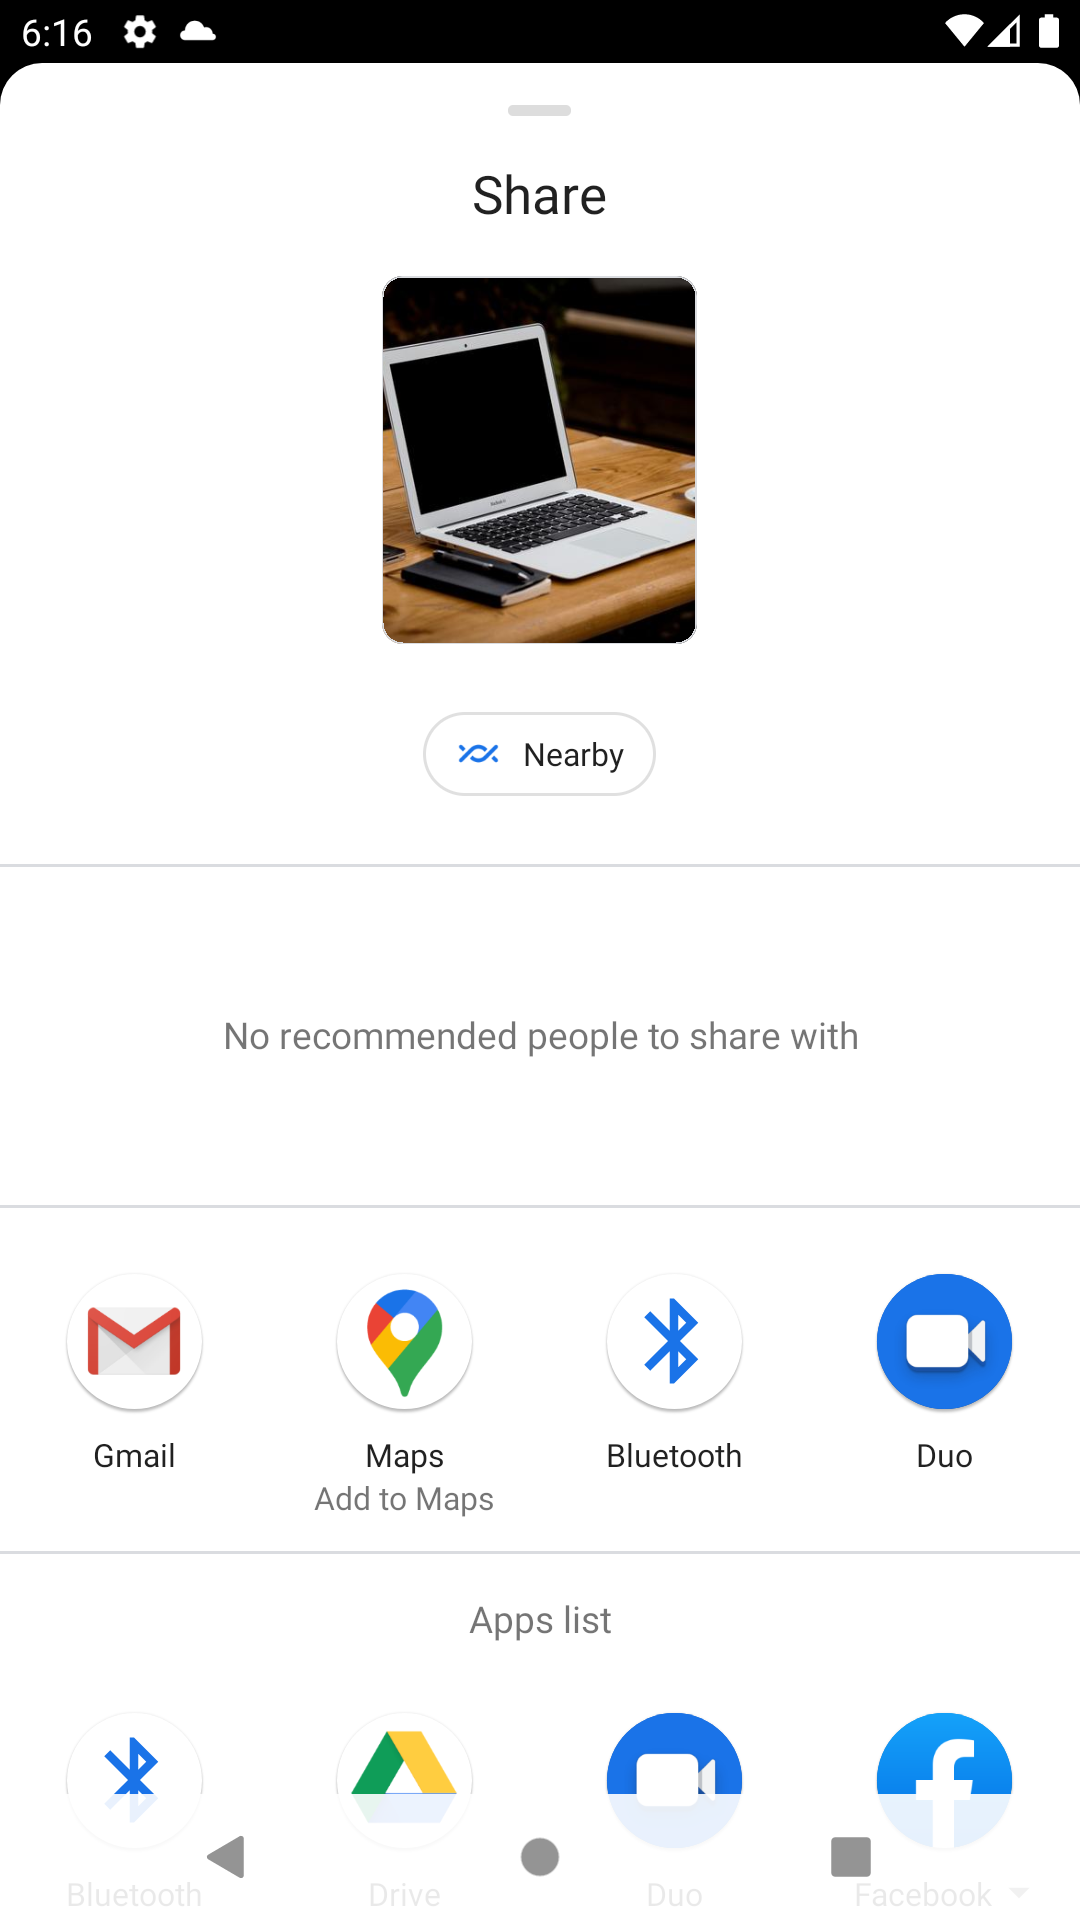 6:16
Share
Nearby
No recommended people to share with
Gmail
Maps
Bluetooth
Duo
Add to Maps
Apps list
Bluetooth
Drive
Duo
Facebook